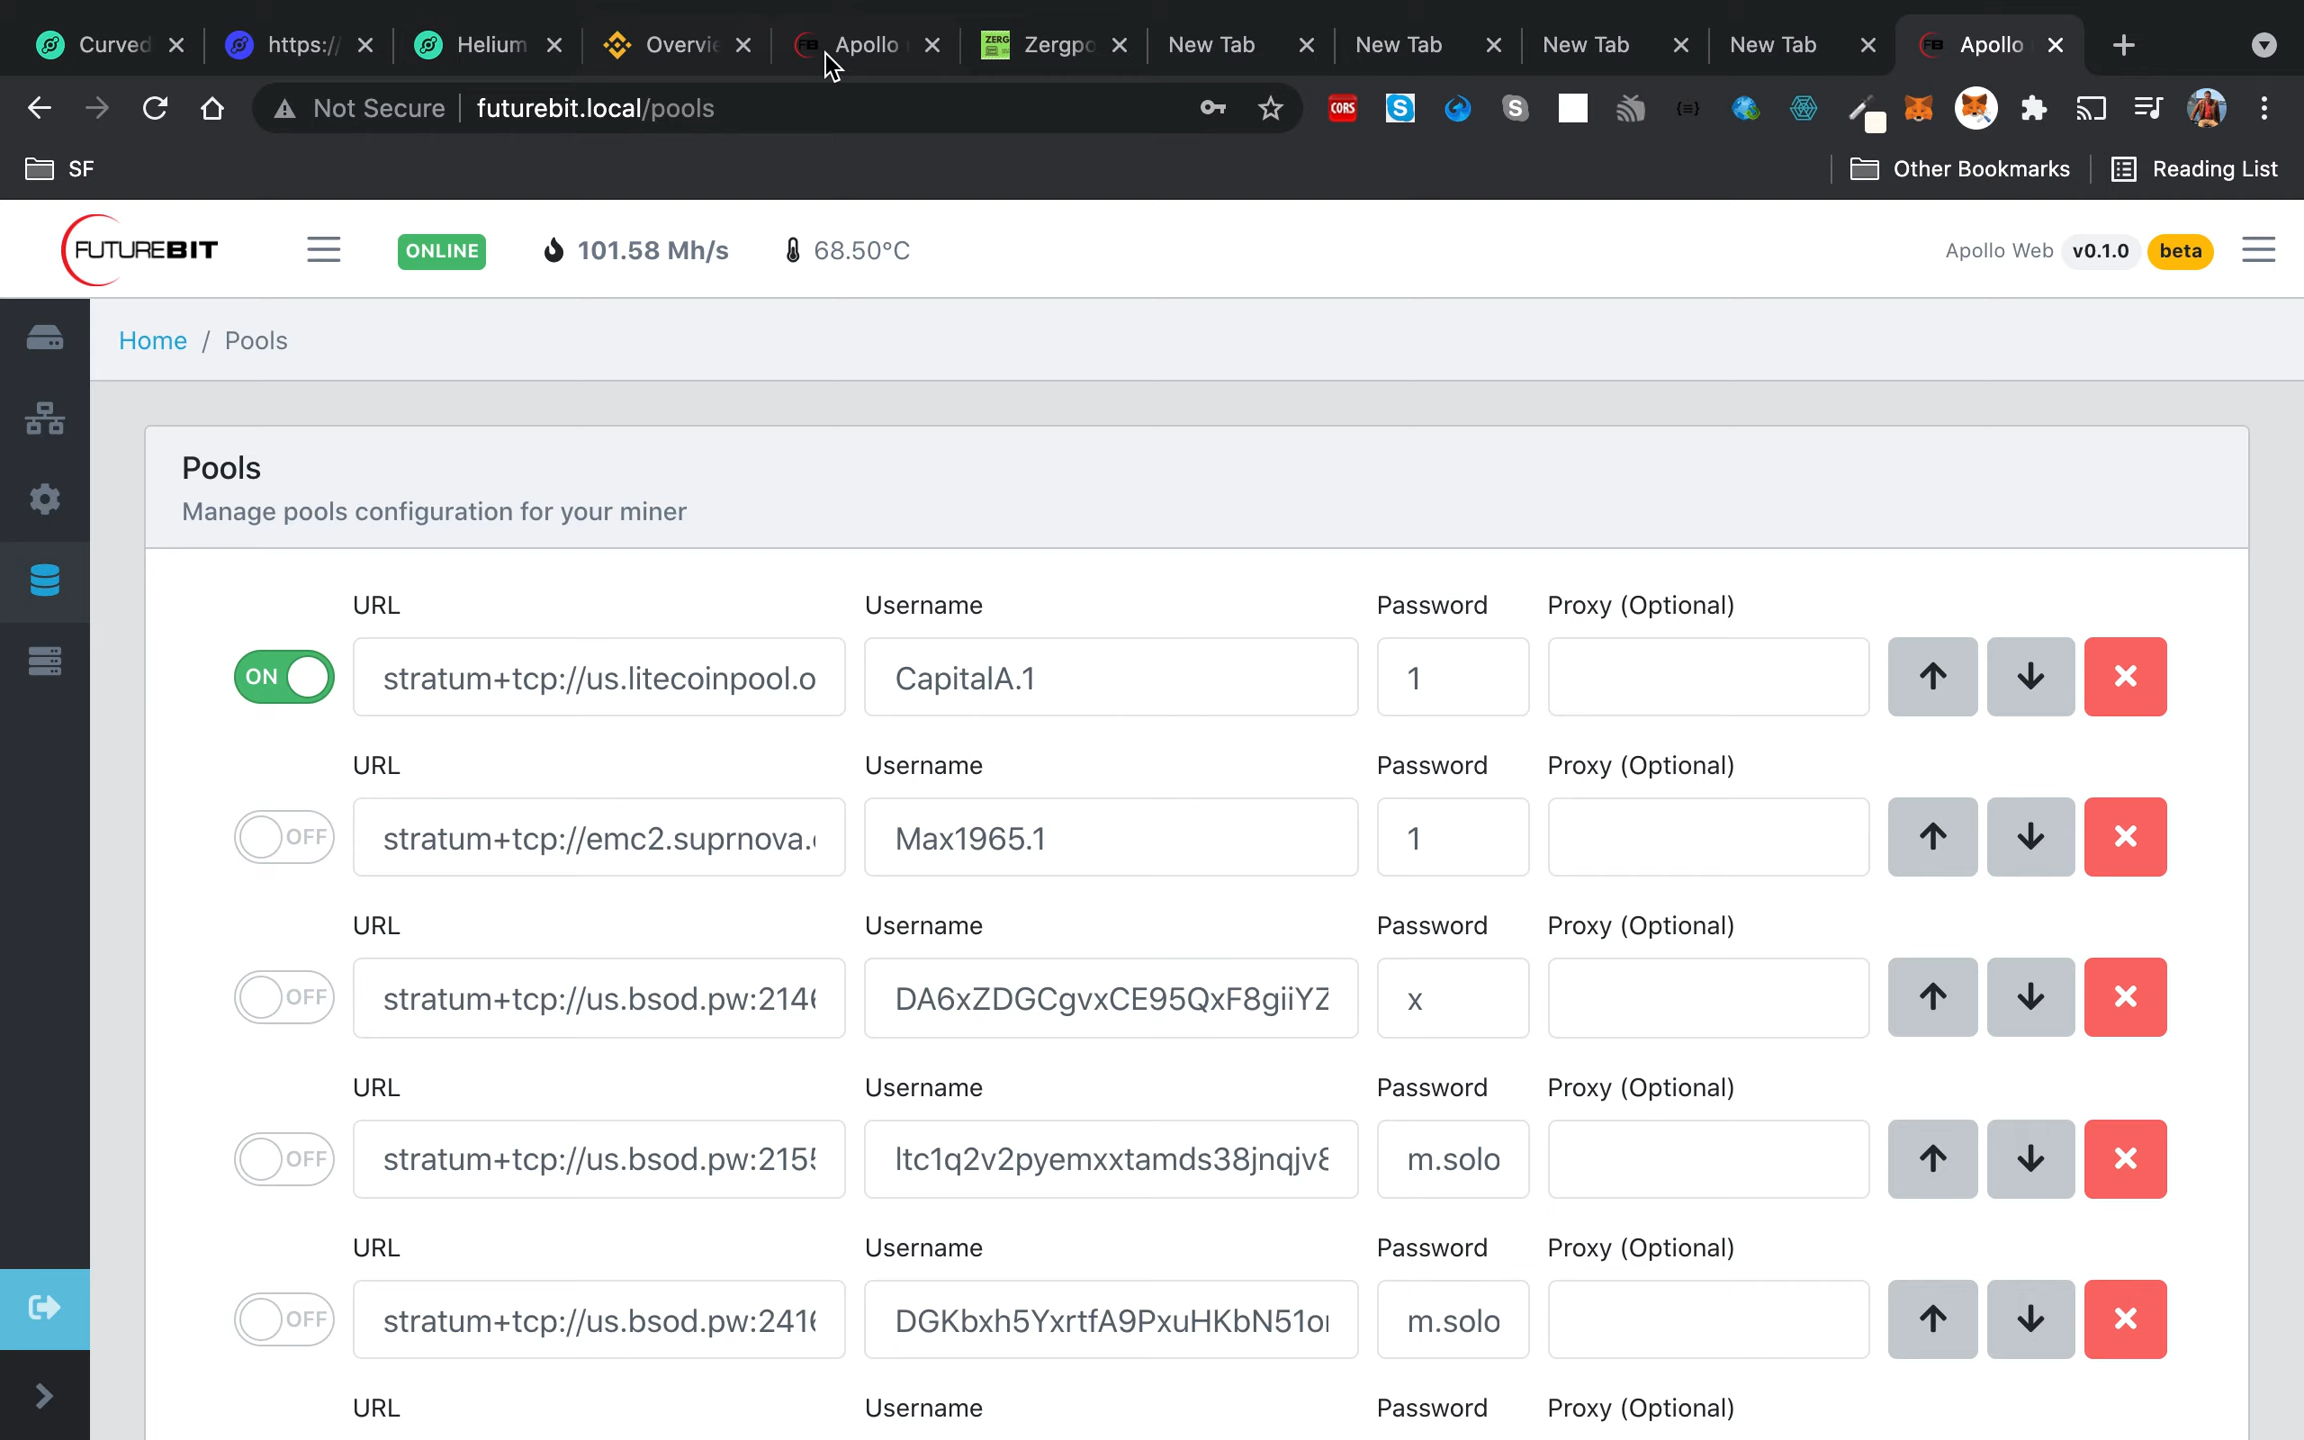 Curved https:// Helium Overvie Apollo Zergpo New Tab New Tab New Tab New Tab Apollo
Not Secure futurebit.local/pools
SF Other Bookmarks Reading List
FUTUREBIT ONLINE 101.58 Mh/s 68.50°C Apollo Web v0.1.0 beta
Home / Pools
Pools
Manage pools configuration for your miner
URL Username Password Proxy (Optional)
ON stratum+tcp://us.litecoinpool.o CapitalA.1 1
URL Username Password Proxy (Optional)
OFF stratum+tcp://emc2.suprnova. Max1965.1 1
URL Username Password Proxy (Optional)
OFF stratum+tcp://us.bsod.pw:214 DA6xZDGCgvxCE95QxF8giiYZ x
URL Username Password Proxy (Optional)
OFF stratum+tcp://us.bsod.pw:215 ltc1q2v2pyemxxtamds38jnqjv m.solo
URL Username Password Proxy (Optional)
OFF stratum+tcp://us.bsod.pw:241 DGKbxh5YxrtfA9PxuHKbN51o m.solo
URL Username Password Proxy (Optional)